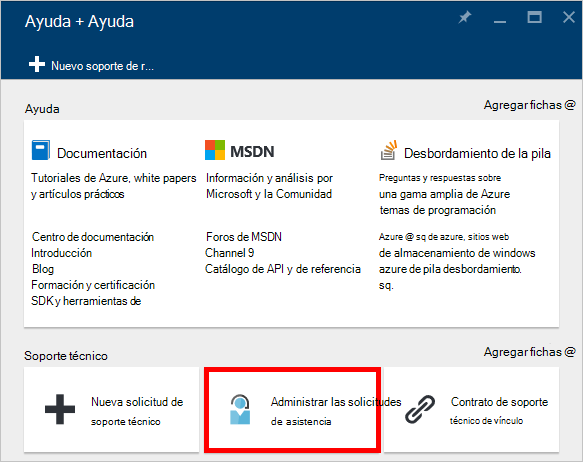 Ayuda + Ayuda
Nuevo soporte de r...
Ayuda
Agregar fichas @
Documentación
Tutoriales de Azure, white papers
y artículos prácticos
Centro de documentación
Introducción
Blog
Formación y certificación
SDK y herramientas de
MSDN
Información y análisis por
Microsoft y la Comunidad
Foros de MSDN
Channel 9
Catálogo de API y de referencia
Desbordamiento de la pila
Preguntas y respuestas sobre
una gama amplia de Azure
temas de programación
Azure @ sq de azure, sitios web
de almacenamiento de windows
azure de pila desbordamiento.
sq.
Soporte técnico
Agregar fichas @
Nueva solicitud de
soporte técnico
Administrar las solicitudes
de asistencia
Contrato de soporte
técnico de vínculo